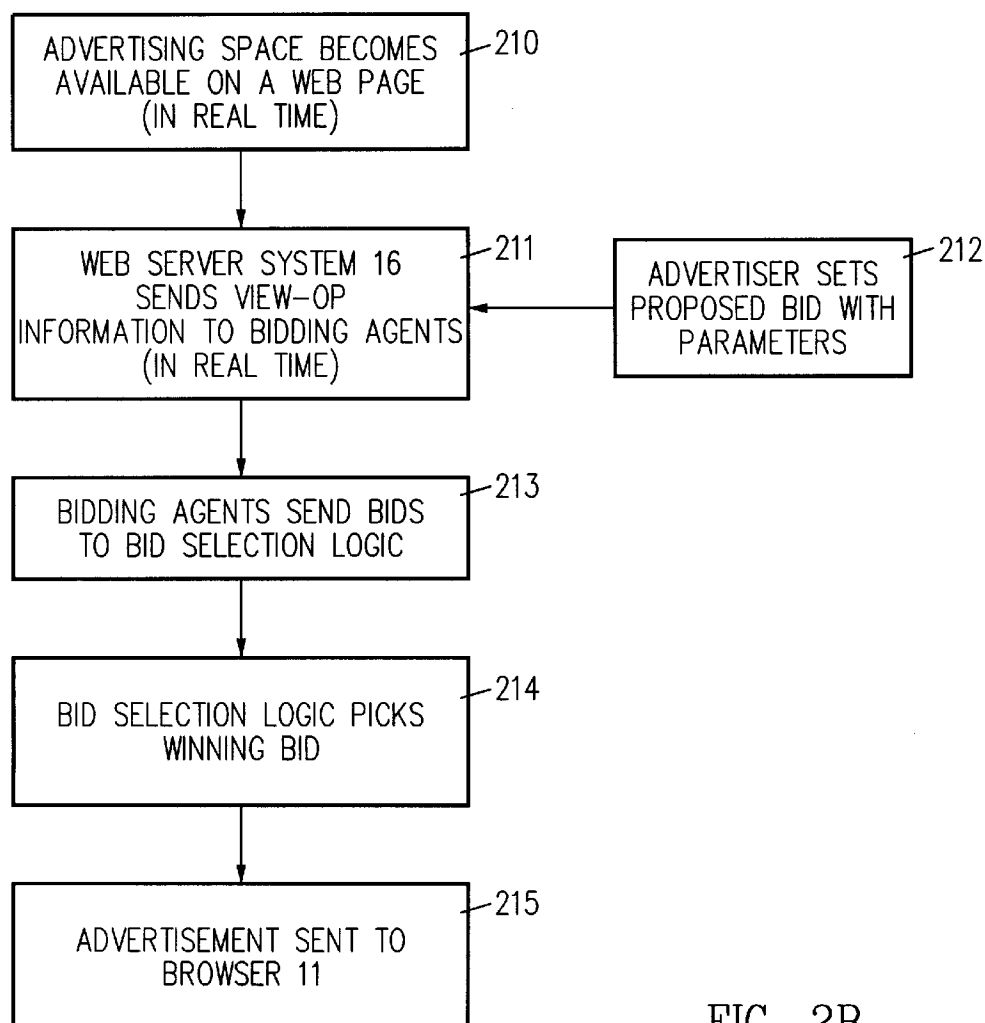 ADVERTISING SPACE BECOMES
AVAILABLE ON A WEB PAGE
(IN REAL TIME)
210
WEB SERVER SYSTEM 16
SENDS VIEW-OP
INFORMATION TO BIDDING AGENTS
(IN REAL TIME)
211
ADVERTISER SETS
PROPOSED BID WITH
PARAMETERS
212
BIDDING AGENTS SEND BIDS
TO BID SELECTION LOGIC
213
BID SELECTION LOGIC PICKS
WINNING BID
214
ADVERTISEMENT SENT TO
BROWSER 11
215
FIG. 2B